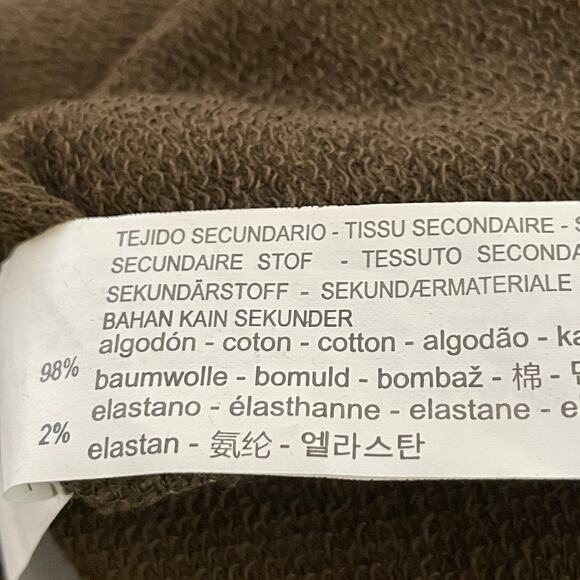 TEJIDO SECUNDARIO - TISSU SECONDAIRE -
SECUNDAIRE STOF - TESSUTO
SEKUNDÄRSTOFF - SEKUNDÆRMATERIALE
BAHAN KAIN SEKUNDER
98% algodón - coton - cotton - algodão -
baumwolle - bomuld - bombaž - 棉 -
2% elastano - élasthanne - elastane -
elastan - 氨纶 - 엘라스탄